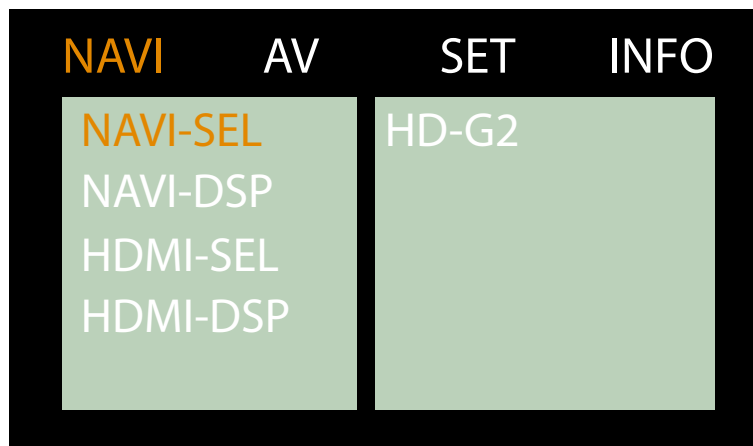 NAVI AV SET INFO
NAVI-SEL HD-G2
NAVI-DSP
HDMI-SEL
HDMI-DSP